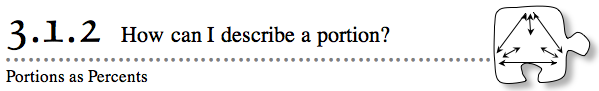 3.1.2 How can I describe a portion?
Portions as Percents